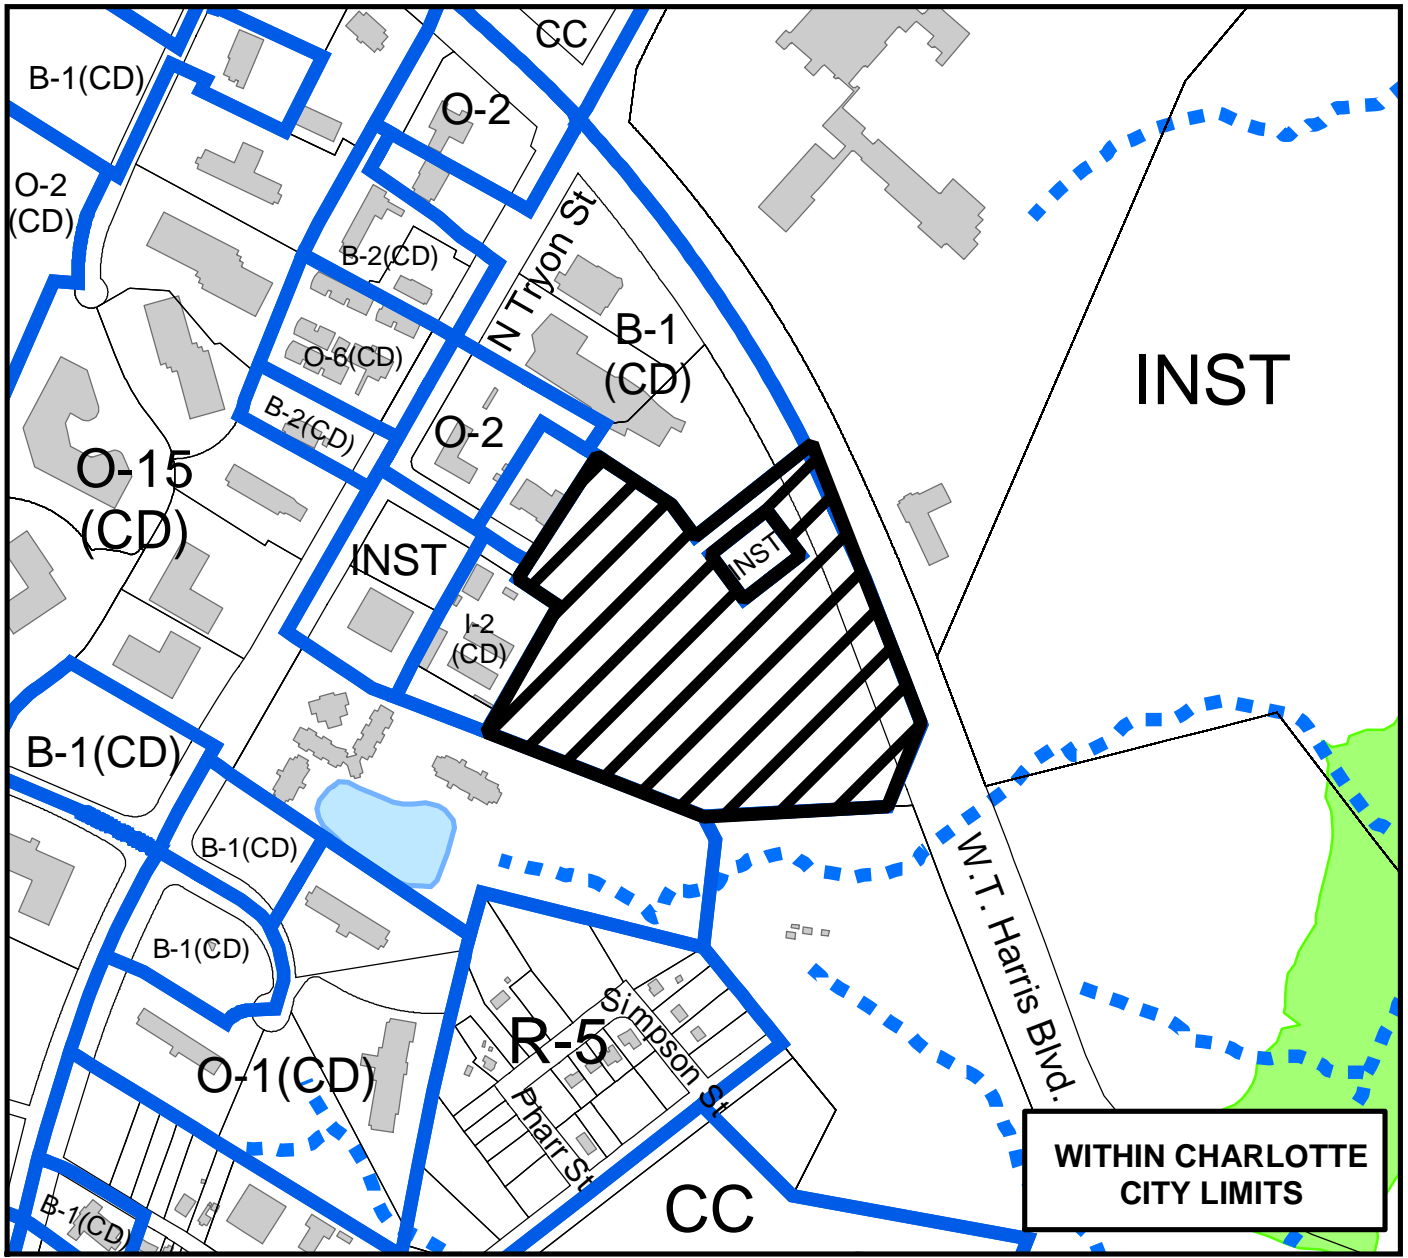 CC
B-1(CD)
O-2
O-2
(CD)
N Tryon St
B-2(CD)
B-1
(CD)
O-6(CD)
INST
B-2(CD)
O-2
O-15
(CD)
INST
INST
I-2
(CD)
B-1(CD)
B-1(CD)
W.T. Harris Blvd.
B-1(CD)
Simpson St
R-5
O-1(CD)
Pharr St
WITHIN CHARLOTTE
CITY LIMITS
CC
B-1(CD)